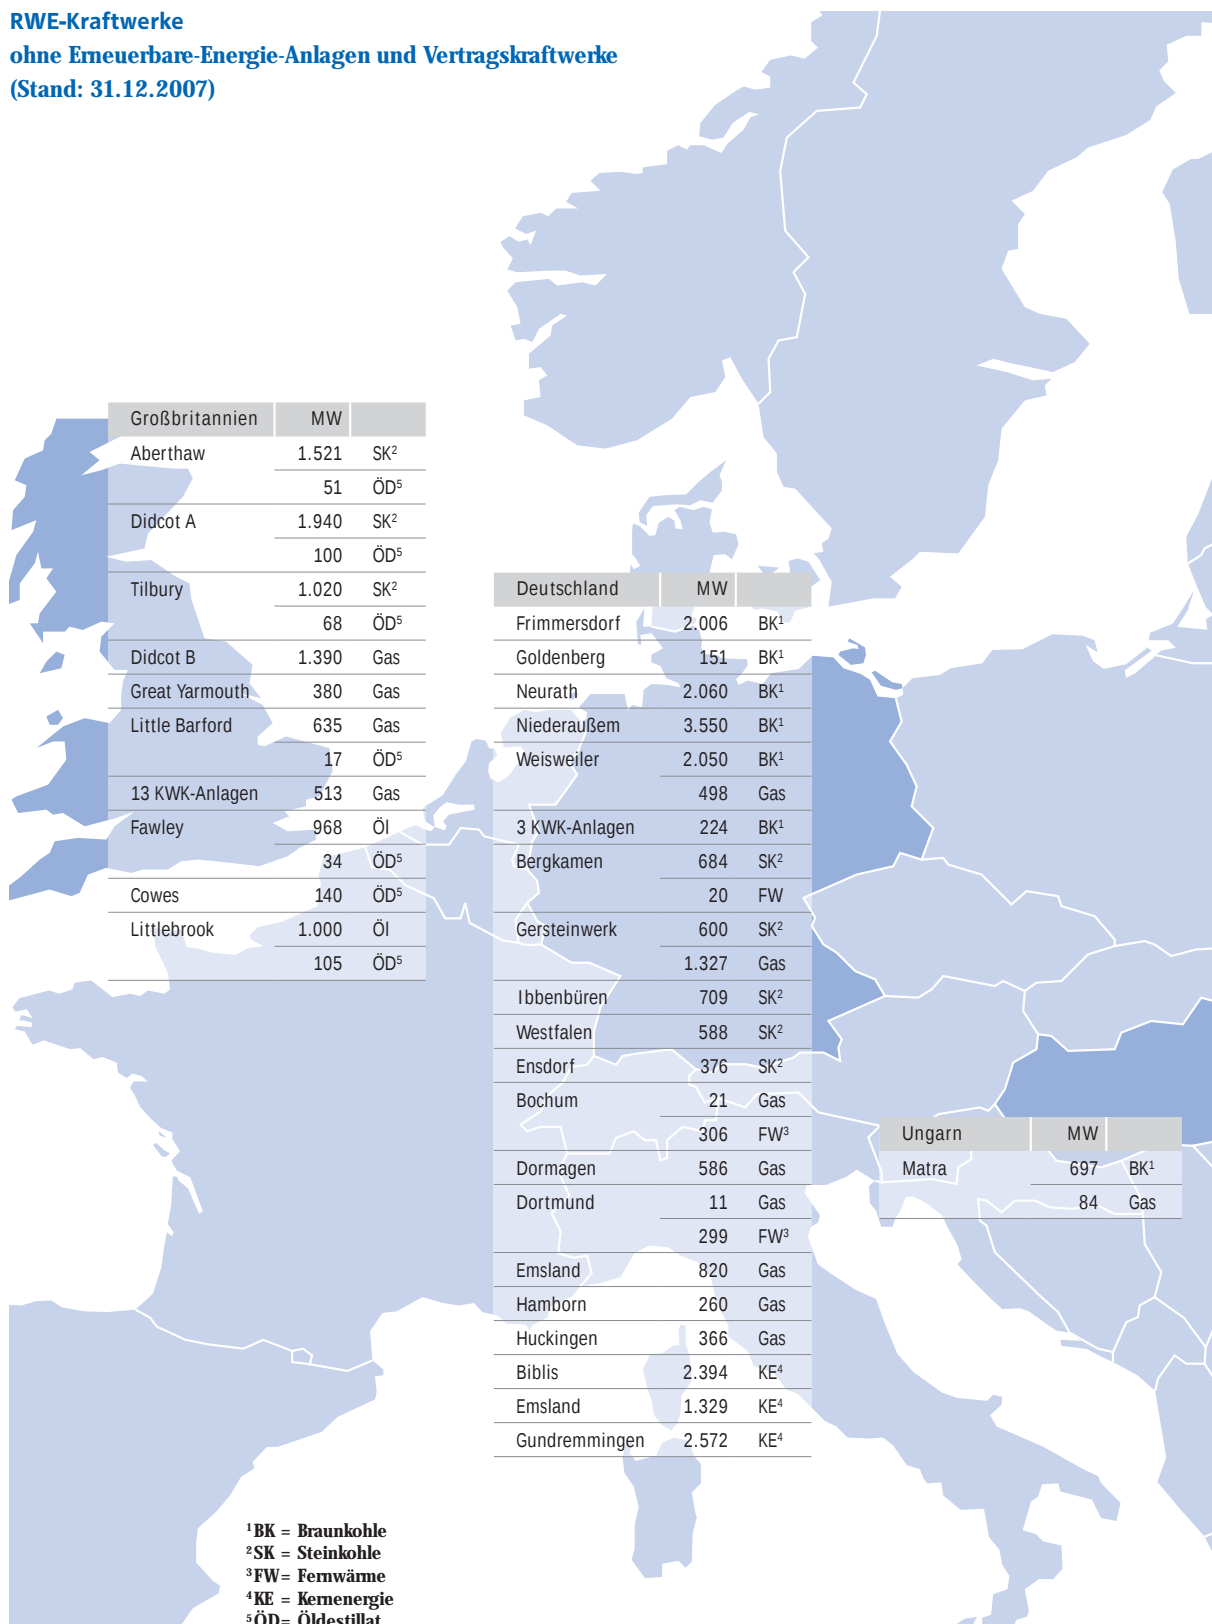 RWE-Kraftwerke
ohne Erneuerbare-Energie-Anlagen und Vertragskraftwerke
(Stand: 31.12.2007)
Großbritannien MW
Aberthaw 1.521 SK²
51 ÖD⁵
Didcot A 1.940 SK²
100 ÖD⁵
Tilbury 1.020 SK²
68 ÖD⁵
Didcot B 1.390 Gas
Great Yarmouth 380 Gas
Little Barford 635 Gas
17 ÖD⁵
13 KWK-Anlagen 513 Gas
Fawley 968 Öl
34 ÖD⁵
Cowes 140 ÖD⁵
Littlebrook 1.000 Öl
105 ÖD⁵
Deutschland MW
Frimmersdorf 2.006 BK¹
Goldenberg 151 BK¹
Neurath 2.060 BK¹
Niederaußem 3.550 BK¹
Weisweiler 2.050 BK¹
498 Gas
3 KWK-Anlagen 224 BK¹
Bergkamen 684 SK²
20 FW
Gersteinwerk 600 SK²
1.327 Gas
Ibbenbüren 709 SK²
Westfalen 588 SK²
Ensdorf 376 SK²
Bochum 21 Gas
306 FW³
Dormagen 586 Gas
Dortmund 11 Gas
299 FW³
Emsland 820 Gas
Hamborn 260 Gas
Huckingen 366 Gas
Biblis 2.394 KE⁴
Emsland 1.329 KE⁴
Gundremmingen 2.572 KE⁴
Ungarn MW
Matra 697 BK¹
84 Gas
¹BK = Braunkohle
²SK = Steinkohle
³FW= Fernwärme
⁴KE = Kernenergie
⁵ÖD= Öldestillat